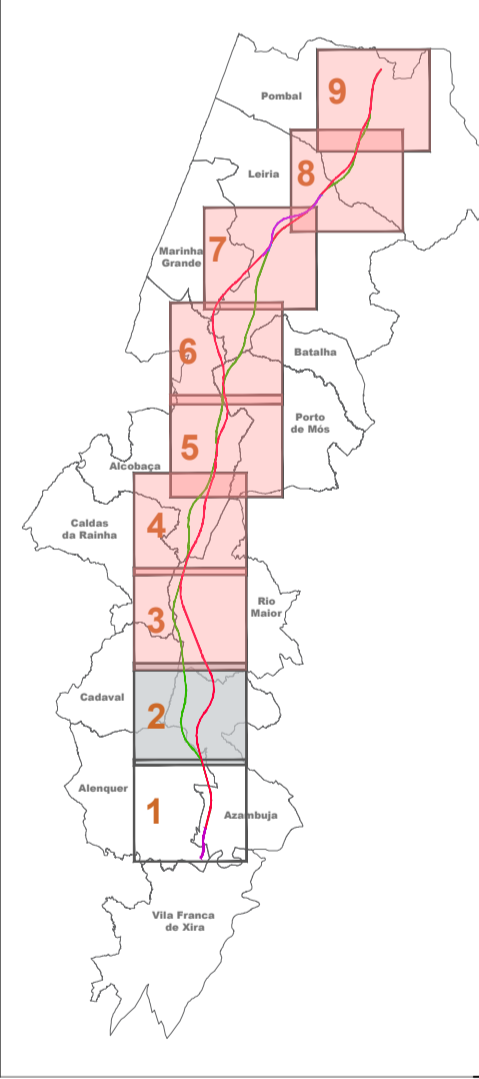 9
Pombal
8
Leiria
7
Marinha
Grande
6
Batalha
Porto
de Mós
5
Alcobaça
4
Caldas
da Rainha
3
Rio
Maior
Cadaval
2
Alenquer
1
Azambuja
Vila Franca
de Xira